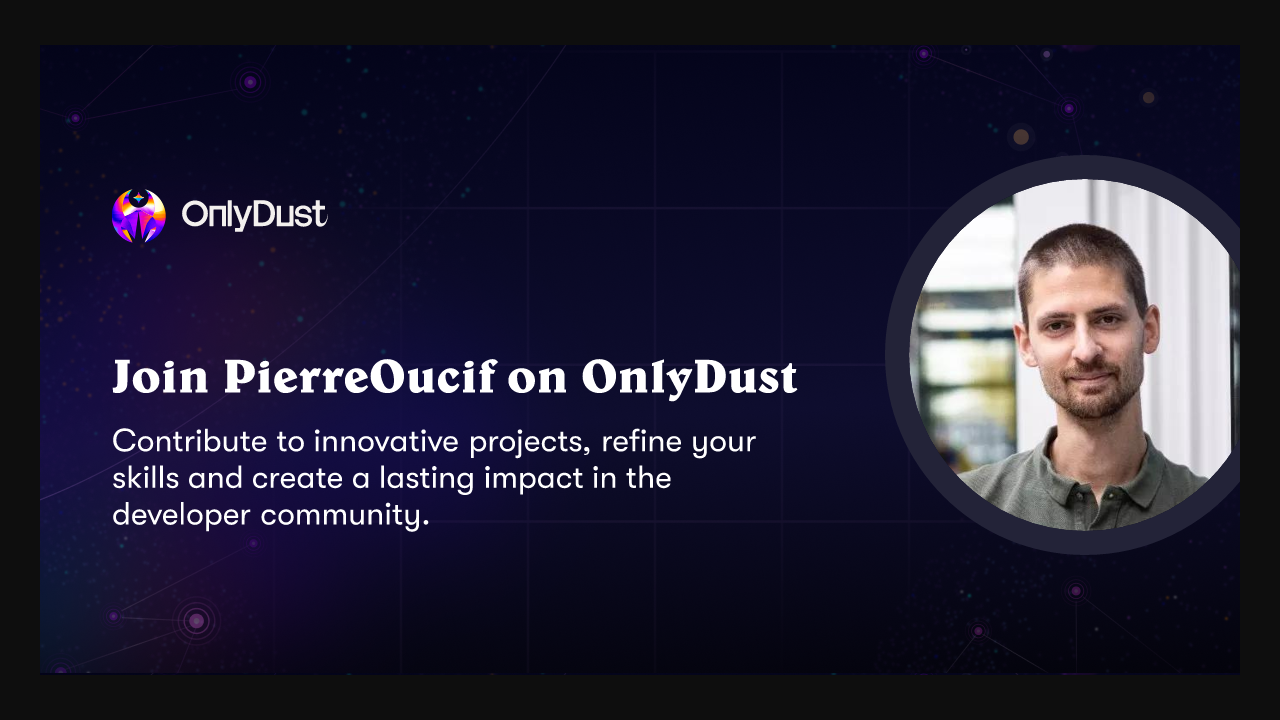 OnlyDust
Join PierreOucif on OnlyDust
Contribute to innovative projects, refine your
skills and create a lasting impact in the
developer community.